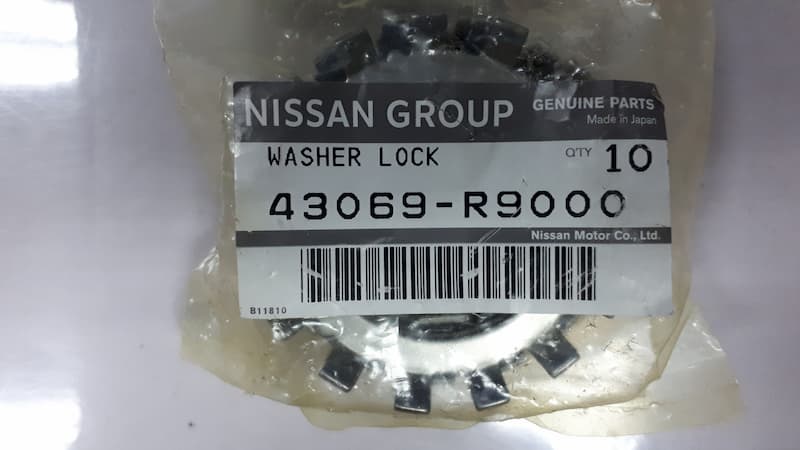 NISSAN GROUP GENUINE PARTS
Made in Japan
WASHER LOCK Q'TY 10
43069-R9000
Nissan Motor Co., Ltd.
B11810